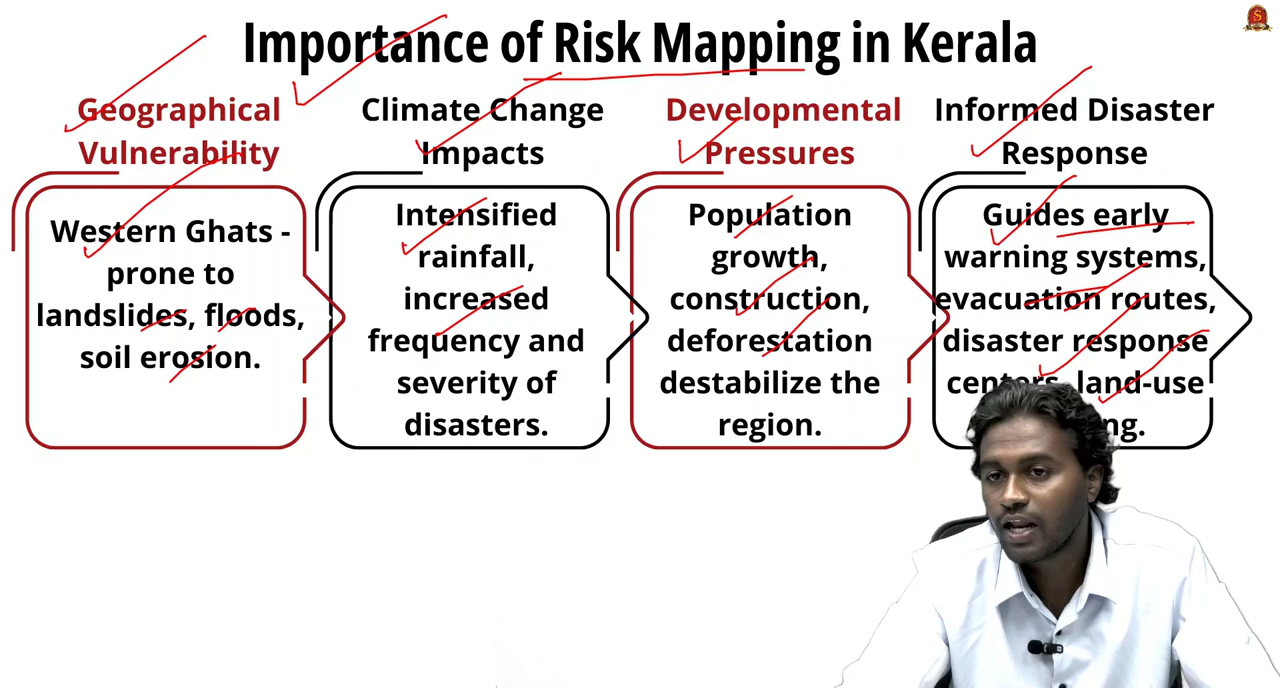 Importance of Risk Mapping in Kerala
Geographical
Vulnerability
Western Ghats -
prone to
landslides, floods,
soil erosion.
Climate Change
Impacts
Intensified
rainfall,
increased
frequency and
severity of
disasters.
Developmental
Pressures
Population
growth,
construction,
deforestation
destabilize the
region.
Informed Disaster
Response
Guides early
warning systems,
evacuation routes,
disaster response
centers, land-use